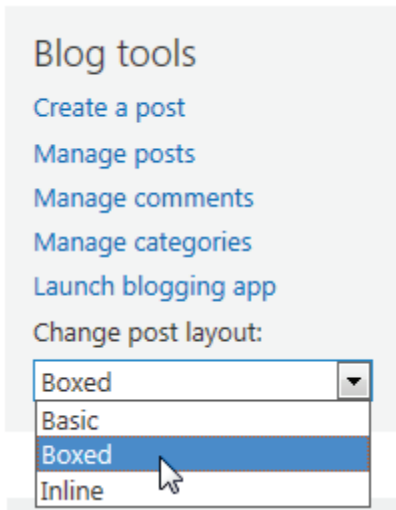 Blog tools
Create a post
Manage posts
Manage comments
Manage categories
Launch blogging app
Change post layout:
Boxed
Basic
Boxed
Inline